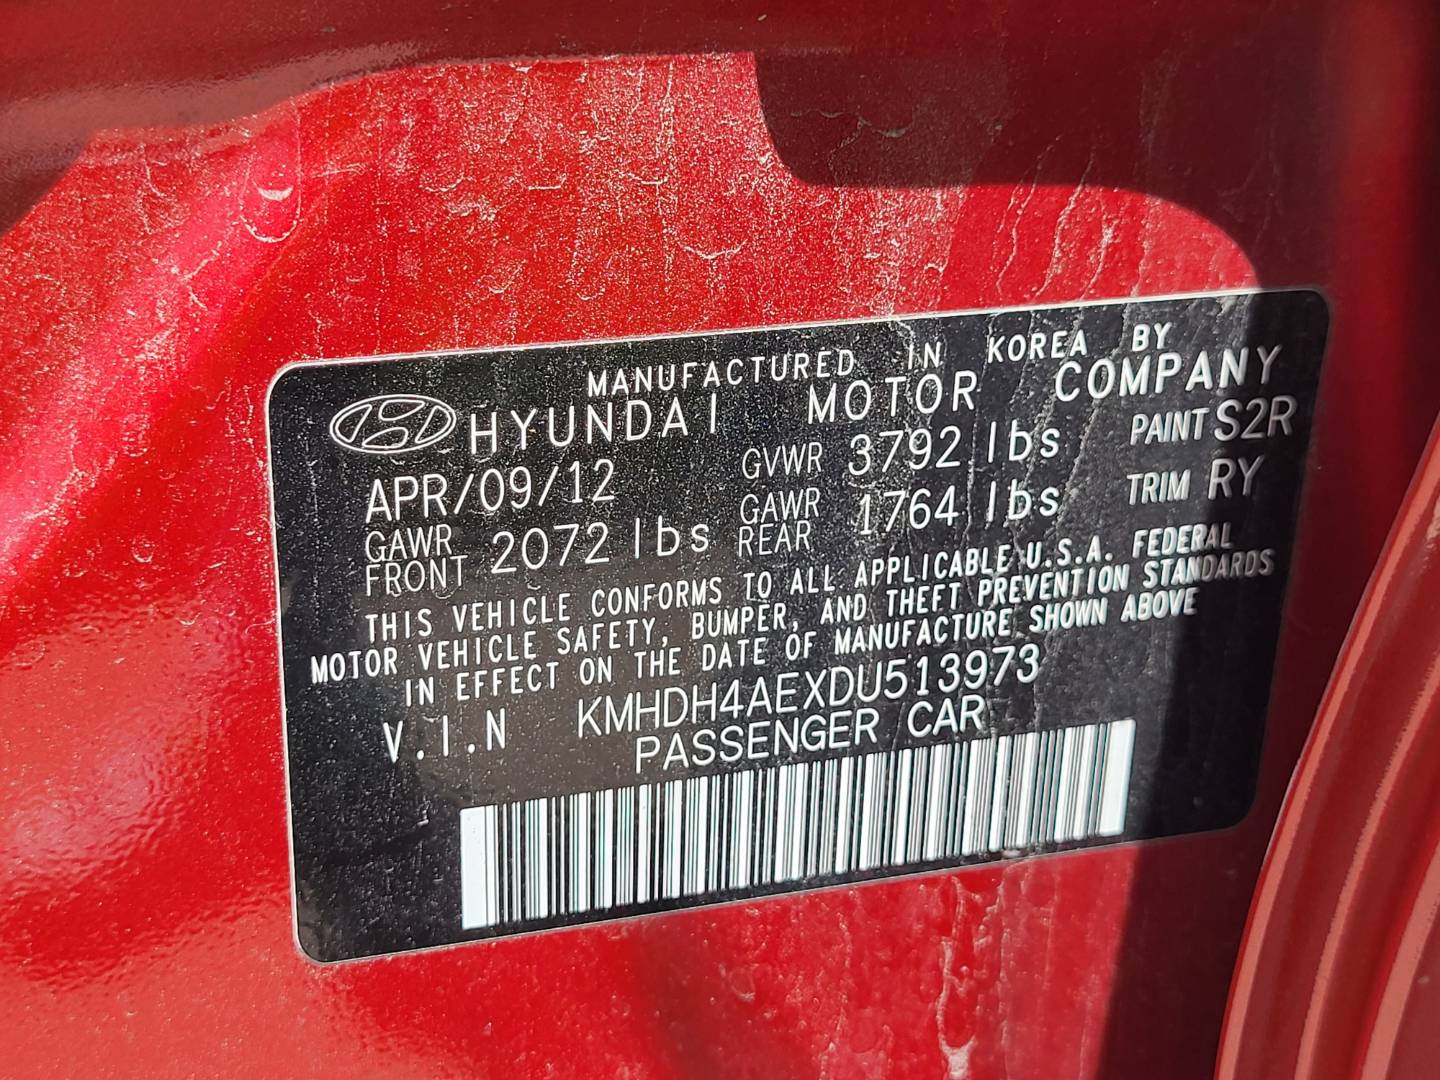 MANUFACTURED IN KOREA BY
HYUNDAI MOTOR COMPANY
APR/09/12 GVWR 3792 lbs PAINT S2R
GAWR FRONT 2072 lbs GAWR REAR 1764 lbs TRIM RY
THIS VEHICLE CONFORMS TO ALL APPLICABLE U.S.A. FEDERAL
MOTOR VEHICLE SAFETY, BUMPER, AND THEFT PREVENTION STANDARDS
IN EFFECT ON THE DATE OF MANUFACTURE SHOWN ABOVE
V.I.N KMHDH4AEXDU513973
PASSENGER CAR